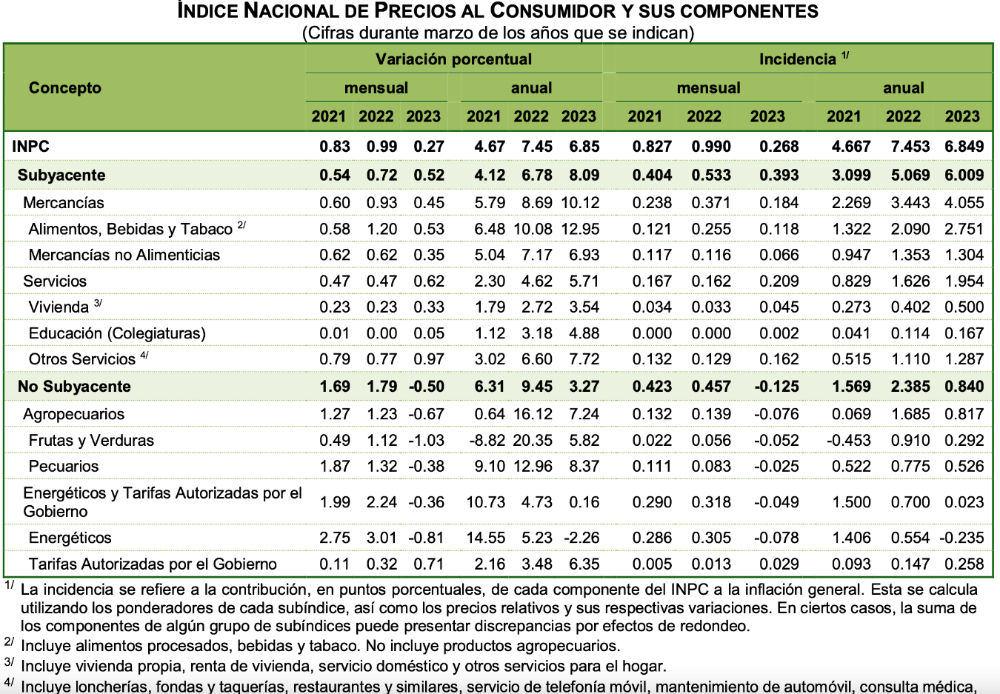 ÍNDICE NACIONAL DE PRECIOS AL CONSUMIDOR Y SUS COMPONENTES
(Cifras durante marzo de los años que se indican)
Variación porcentual Incidencia 1/
Concepto mensual anual mensual anual
2021 2022 2023 2021 2022 2023 2021 2022 2023 2021 2022 2023
INPC 0.83 0.99 0.27 4.67 7.45 6.85 0.827 0.990 0.268 4.667 7.453 6.849
Subyacente 0.54 0.72 0.52 4.12 6.78 8.09 0.404 0.533 0.393 3.099 5.069 6.009
Mercancías 0.60 0.93 0.45 5.79 8.69 10.12 0.238 0.371 0.184 2.269 3.443 4.055
Alimentos, Bebidas y Tabaco 2/ 0.58 1.20 0.53 6.48 10.08 12.95 0.121 0.255 0.118 1.322 2.090 2.751
Mercancías no Alimenticias 0.62 0.62 0.35 5.04 7.17 6.93 0.117 0.116 0.066 0.947 1.353 1.304
Servicios 0.47 0.47 0.62 2.30 4.62 5.71 0.167 0.162 0.209 0.829 1.626 1.954
Vivienda 3/ 0.23 0.23 0.33 1.79 2.72 3.54 0.034 0.033 0.045 0.273 0.402 0.500
Educación (Colegiaturas) 0.01 0.00 0.05 1.12 3.18 4.88 0.000 0.000 0.002 0.041 0.114 0.167
Otros Servicios 4/ 0.79 0.77 0.97 3.02 6.60 7.72 0.132 0.129 0.162 0.515 1.110 1.287
No Subyacente 1.69 1.79 -0.50 6.31 9.45 3.27 0.423 0.457 -0.125 1.569 2.385 0.840
Agropecuarios 1.27 1.23 -0.67 0.64 16.12 7.24 0.132 0.139 -0.076 0.069 1.685 0.817
Frutas y Verduras 0.49 1.12 -1.03 -8.82 20.35 5.82 0.022 0.056 -0.052 -0.453 0.910 0.292
Pecuarios 1.87 1.32 -0.38 9.10 12.96 8.37 0.111 0.083 -0.025 0.522 0.775 0.526
Energéticos y Tarifas Autorizadas por el
Gobierno 1.99 2.24 -0.36 10.73 4.73 0.16 0.290 0.318 -0.049 1.500 0.700 0.023
Energéticos 2.75 3.01 -0.81 14.55 5.23 -2.26 0.286 0.305 -0.078 1.406 0.554 -0.235
Tarifas Autorizadas por el Gobierno 0.11 0.32 0.71 2.16 3.48 6.35 0.005 0.013 0.029 0.093 0.147 0.258
1/ La incidencia se refiere a la contribución, en puntos porcentuales, de cada componente del INPC a la inflación general. Esta se calcula
utilizando los ponderadores de cada subíndice, así como los precios relativos y sus respectivas variaciones. En ciertos casos, la suma de
los componentes de algún grupo de subíndices puede presentar discrepancias por efectos de redondeo.
2/ Incluye alimentos procesados, bebidas y tabaco. No incluye productos agropecuarios.
3/ Incluye vivienda propia, renta de vivienda, servicio doméstico y otros servicios para el hogar.
4/ Incluye loncherías, fondas y taquerías, restaurantes y similares, servicio de telefonía móvil, mantenimiento de automóvil, consulta médica,